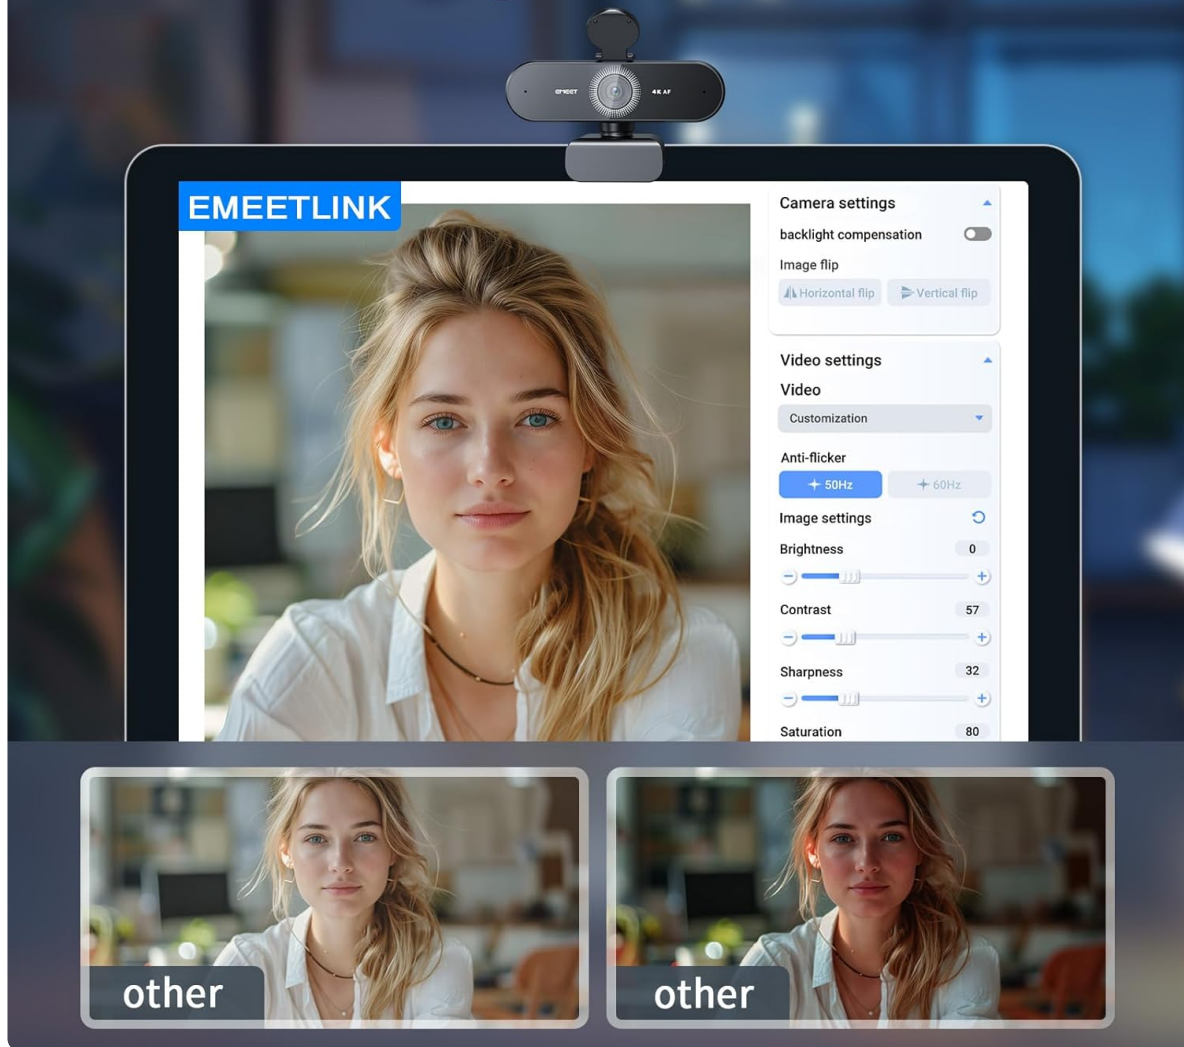 EMEET
4K AF
EMEETLINK
Camera settings
backlight compensation
Image flip
Horizontal flip
Vertical flip
Video settings
Video
Customization
Anti-flicker
50Hz
60Hz
Image settings
Brightness
0
Contrast
57
Sharpness
32
Saturation
80
other
other